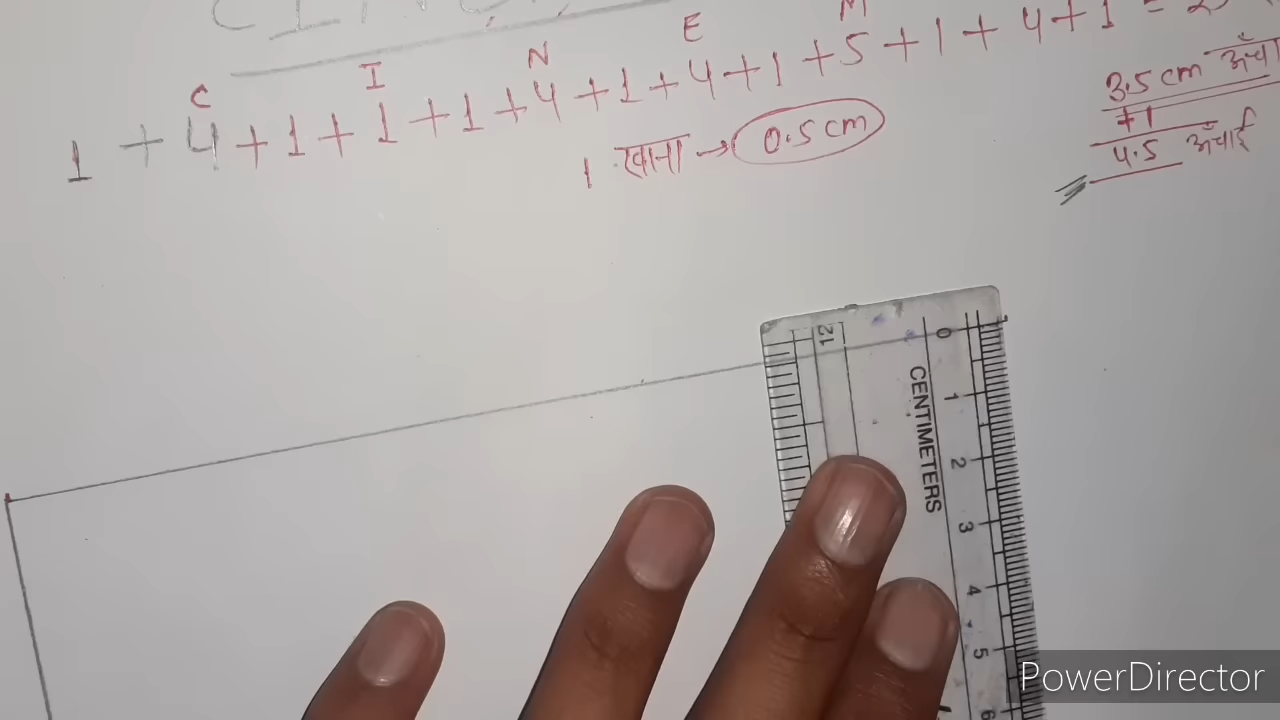 C I N E M
1 + 4 + 1 + 1 + 1 + 4 + 1 + 4 + 1 + 5 + 1 + 4 + 1 =
1 खाना → 0.5 cm
3.5 cm
+1
4.5 ऊँचाई
12
0 1 2 3 4 5 6
CENTIMETERS
PowerDirector